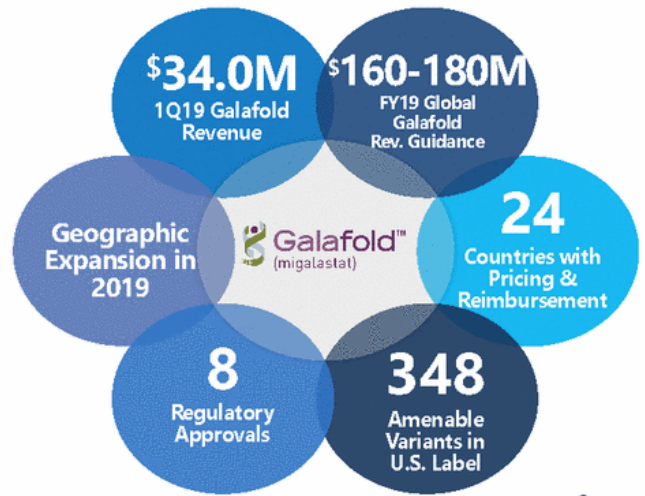 $34.0M
1Q19 Galafold
Revenue
$160-180M
FY19 Global
Galafold
Rev. Guidance
Geographic
Expansion in
2019
Galafold™
(migalastat)
24
Countries with
Pricing &
Reimbursement
8
Regulatory
Approvals
348
Amenable
Variants in
U.S. Label